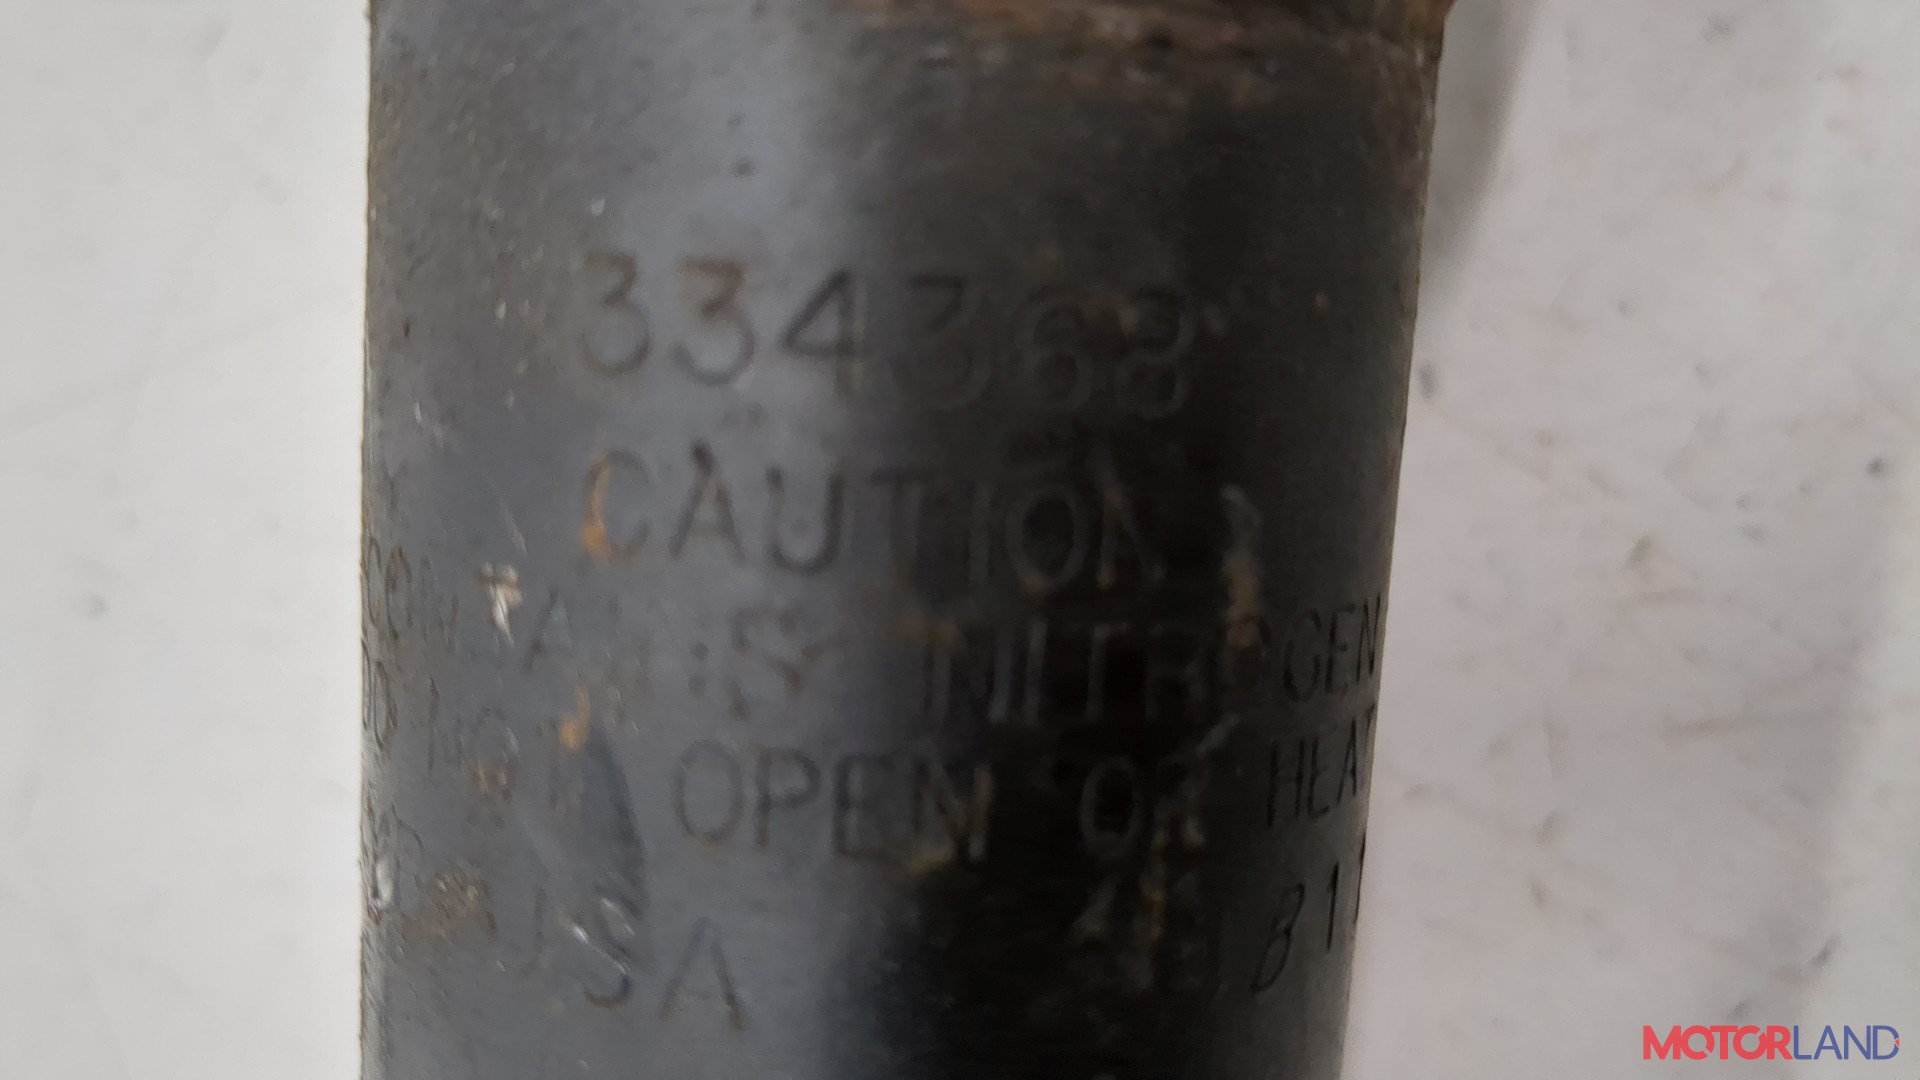 334368
CAUTION
CONTAINS NITROGEN
DO NOT OPEN OR HEAT
USA
MOTORLAND